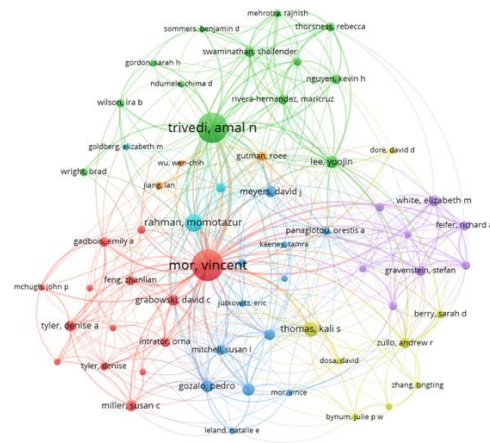 mehrotra, rajnish
sommers, benjamin d
thorsness, rebecca
swaminathan, shailender
gordon, sarah h
ndumele, chima d
nguyen, kevin h
wilson, ira b
rivera-hernandez, maricruz
trivedi, amal n
goldberg, elizabeth m
dore, david d
wu, wen-chih
gutman, roee
lee, yoojin
wright, brad
jiang, lan
meyers, david j
white, elizabeth m
rahman, momotazur
feifer, richard a
panagiotou, orestis a
gadbois, emily a
keeney, tamra
mor, vincent
gravenstein, stefan
feng, zhanlian
mchugh, john p
grabowski, david c
jutkowitz, eric
berry, sarah d
tyler, denise a
thomas, kali s
intrator, orna
zullo, andrew r
mitchell, susan l
dosa, david
tyler, denise
gozalo, pedro
mor, vince
zhang, tingting
miller, susan c
bynum, julie p w
leland, natalie e